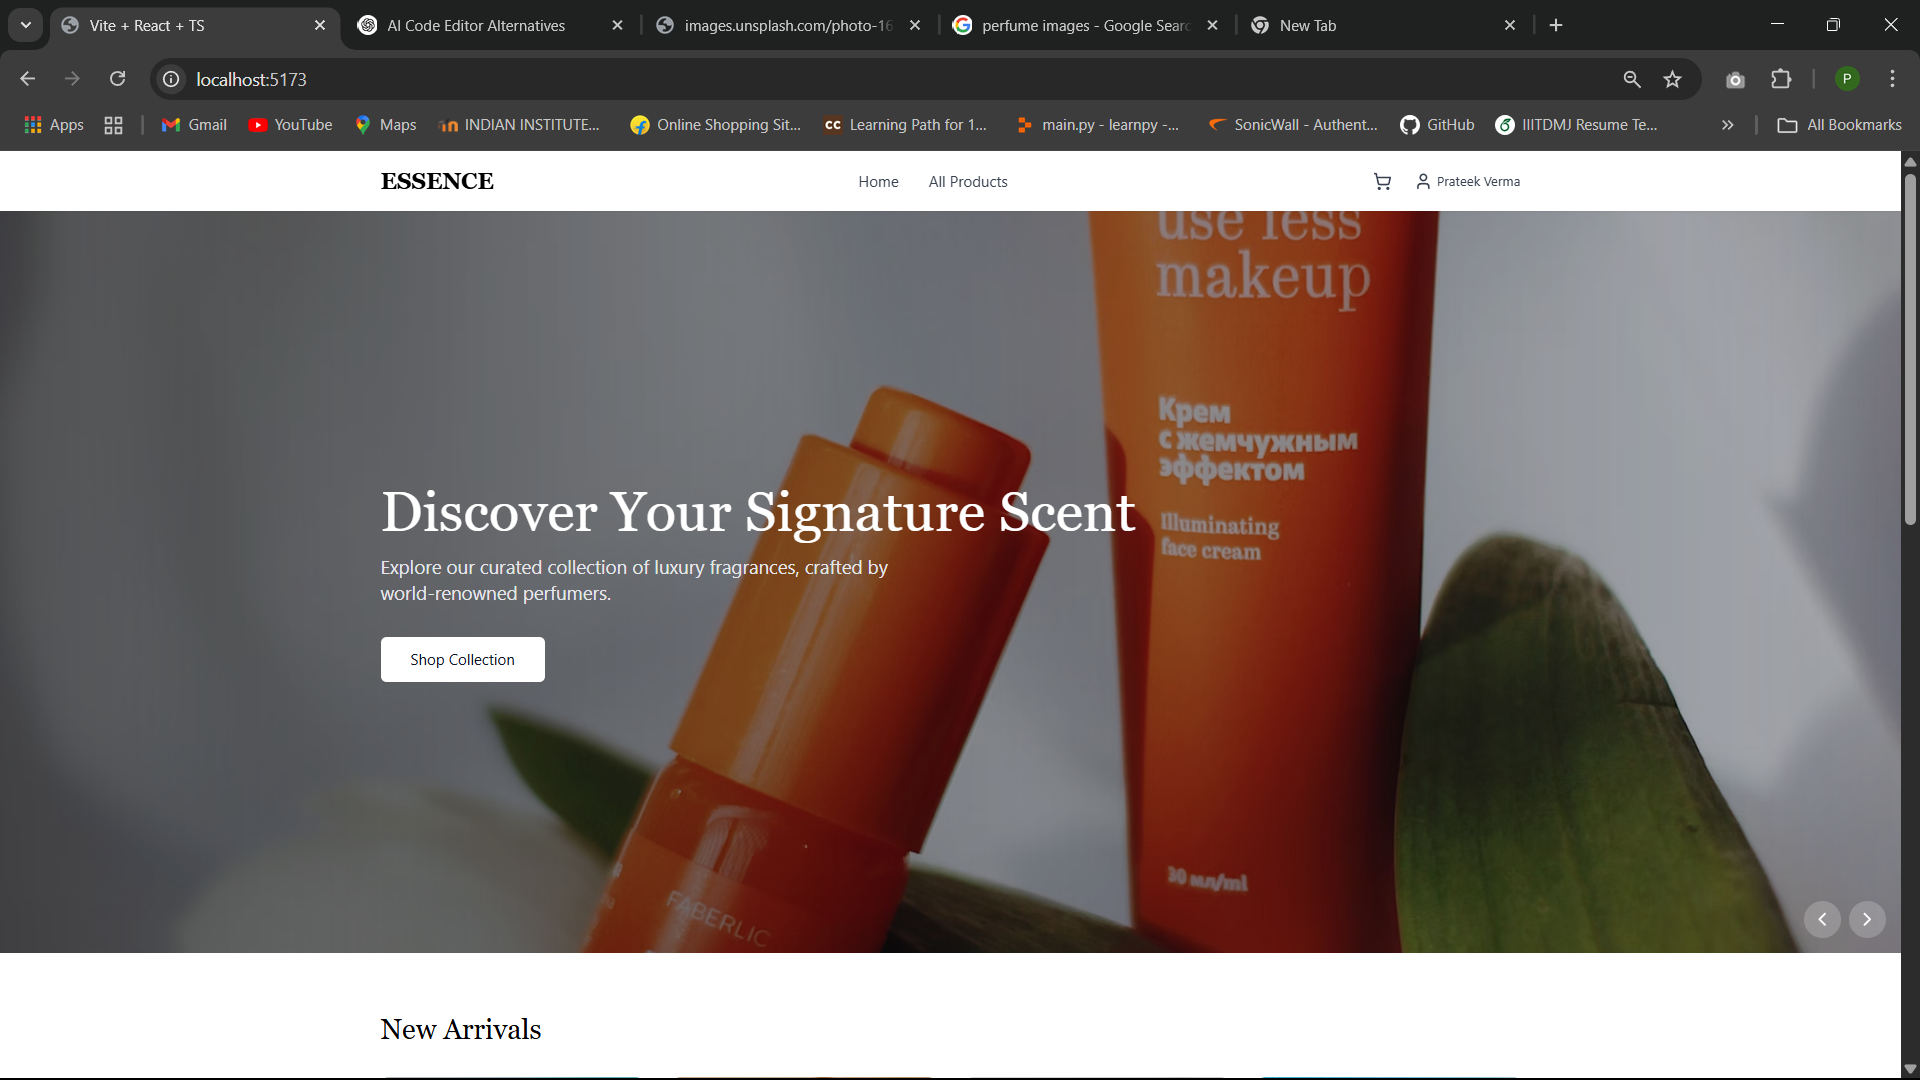 Vite + React + TS
AI Code Editor Alternatives
images.unsplash.com/photo-16
perfume images - Google Searc
New Tab
localhost:5173
P
Apps
Gmail
YouTube
Maps
INDIAN INSTITUTE...
Online Shopping Sit...
CC Learning Path for 1...
main.py - learnpy -...
SonicWall - Authent...
GitHub
IIITDMJ Resume Te...
All Bookmarks
ESSENCE
Home
All Products
Prateek Verma
use less
makeup
Крем
с жемчужным
эффектом
Illuminating
face cream
30 мл/ml
Discover Your Signature Scent
Explore our curated collection of luxury fragrances, crafted by
world-renowned perfumers.
Shop Collection
FABERLIC
New Arrivals